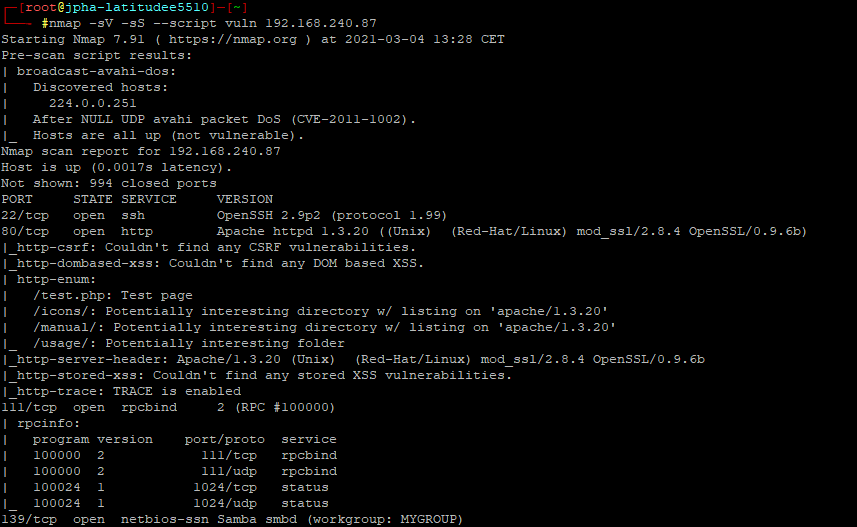 ┌─[root@jpha-latitudee5510]─[~]
└──╼ #nmap -sV -sS --script vuln 192.168.240.87
Starting Nmap 7.91 ( https://nmap.org ) at 2021-03-04 13:28 CET
Pre-scan script results:
| broadcast-avahi-dos:
|   Discovered hosts:
|     224.0.0.251
|   After NULL UDP avahi packet DoS (CVE-2011-1002).
|_  Hosts are all up (not vulnerable).
Nmap scan report for 192.168.240.87
Host is up (0.0017s latency).
Not shown: 994 closed ports
PORT     STATE SERVICE     VERSION
22/tcp   open  ssh         OpenSSH 2.9p2 (protocol 1.99)
80/tcp   open  http        Apache httpd 1.3.20 ((Unix)  (Red-Hat/Linux) mod_ssl/2.8.4 OpenSSL/0.9.6b)
|_http-csrf: Couldn't find any CSRF vulnerabilities.
|_http-dombased-xss: Couldn't find any DOM based XSS.
| http-enum:
|   /test.php: Test page
|   /icons/: Potentially interesting directory w/ listing on 'apache/1.3.20'
|   /manual/: Potentially interesting directory w/ listing on 'apache/1.3.20'
|_  /usage/: Potentially interesting folder
|_http-server-header: Apache/1.3.20 (Unix)  (Red-Hat/Linux) mod_ssl/2.8.4 OpenSSL/0.9.6b
|_http-stored-xss: Couldn't find any stored XSS vulnerabilities.
|_http-trace: TRACE is enabled
111/tcp  open  rpcbind     2 (RPC #100000)
| rpcinfo:
|   program version    port/proto  service
|   100000  2            111/tcp   rpcbind
|   100000  2            111/udp   rpcbind
|   100024  1           1024/tcp   status
|_  100024  1           1024/udp   status
139/tcp  open  netbios-ssn Samba smbd (workgroup: MYGROUP)